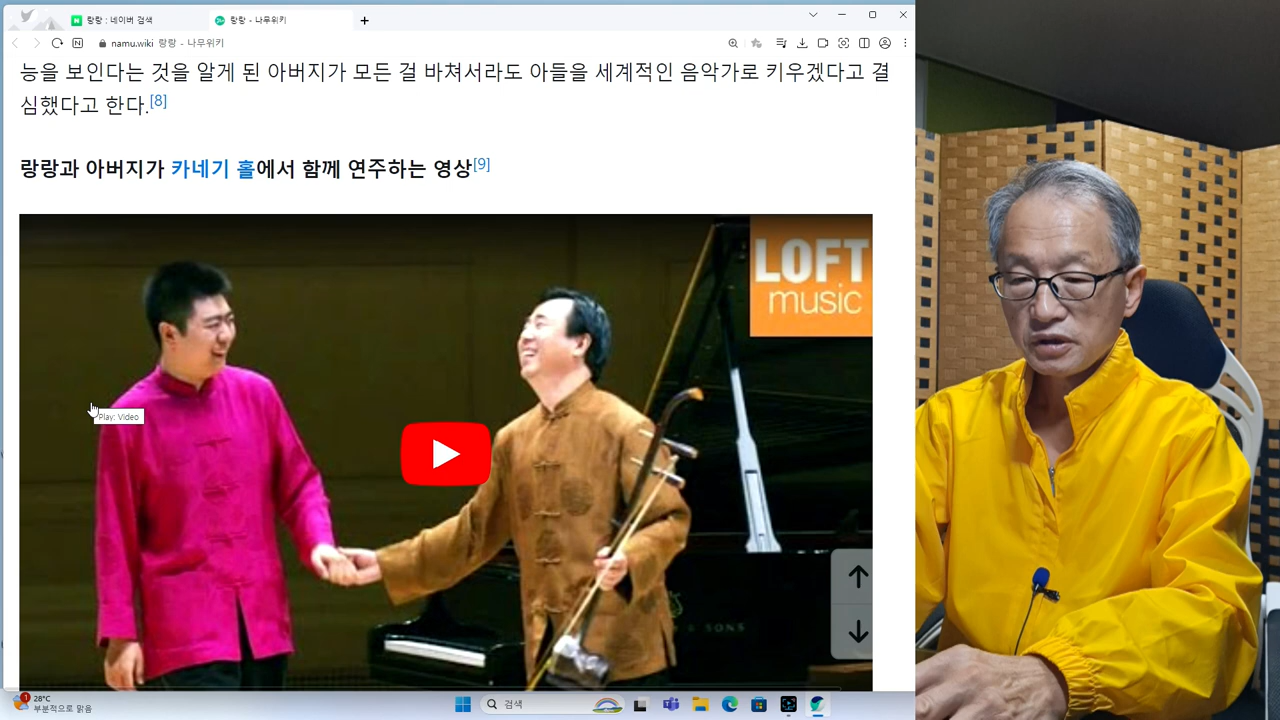 랑랑 : 네이버 검색
랑랑 - 나무위키
namu.wiki 랑랑 - 나무위키
능을 보인다는 것을 알게 된 아버지가 모든 걸 바쳐서라도 아들을 세계적인 음악가로 키우겠다고 결
심했다고 한다.[8]
랑랑과 아버지가 카네기 홀에서 함께 연주하는 영상[9]
LOFT
music
Play: Video
& SONS
1
28°C
부분적으로 맑음
검색